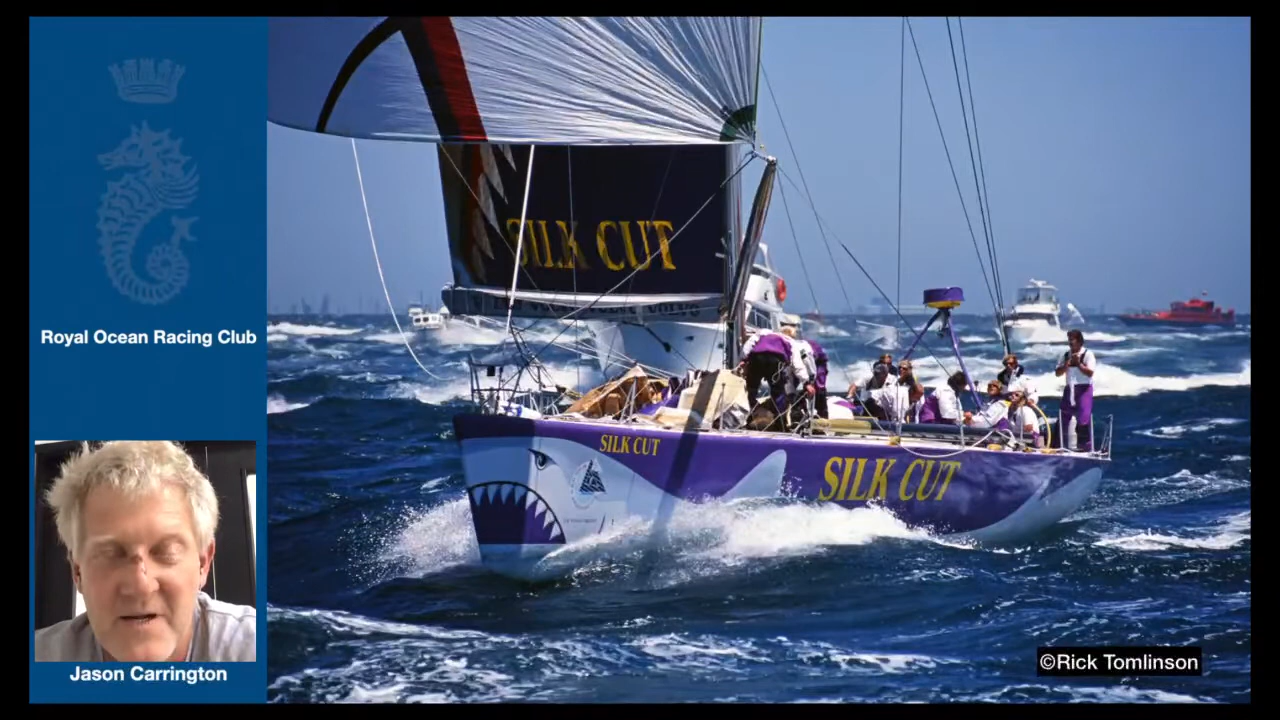 Royal Ocean Racing Club
Jason Carrington
SILK CUT
SILK CUT
SILK CUT
©Rick Tomlinson